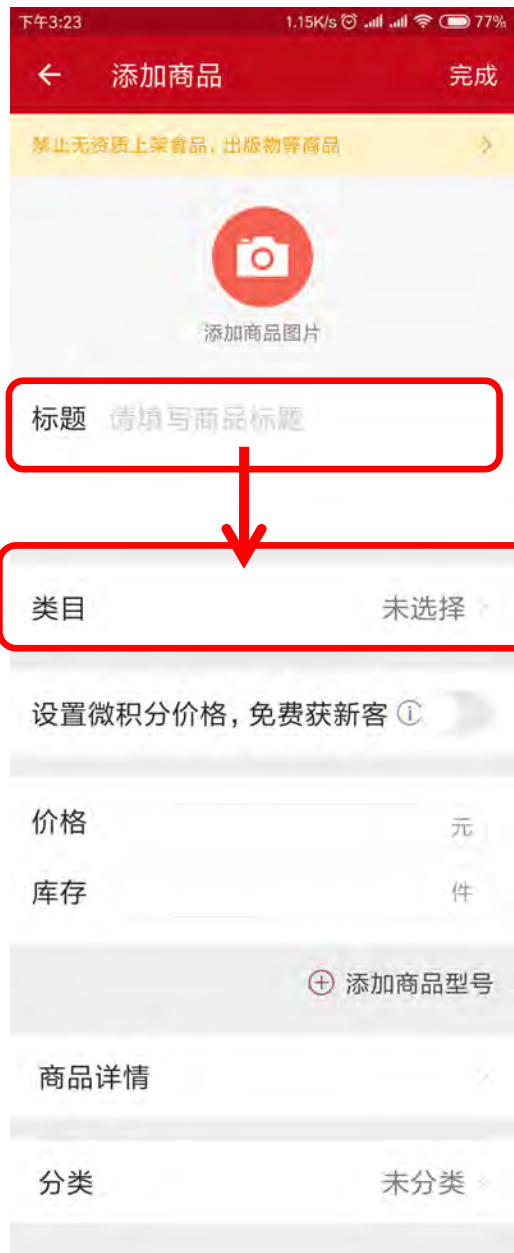 下午3:23 1.15K/s 77%
添加商品 完成
禁止无资质上架食品，出版物等商品
添加商品图片
标题 请填写商品标题
类目 未选择
设置微积分价格，免费获新客
价格 元
库存 件
添加商品型号
商品详情
分类 未分类